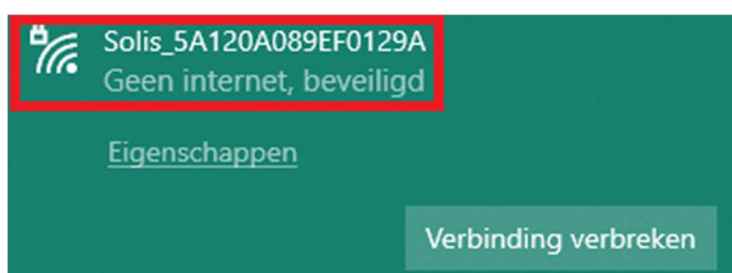 Solis_5A120A089EF0129A
Geen internet, beveiligd
Eigenschappen
Verbinding verbreken